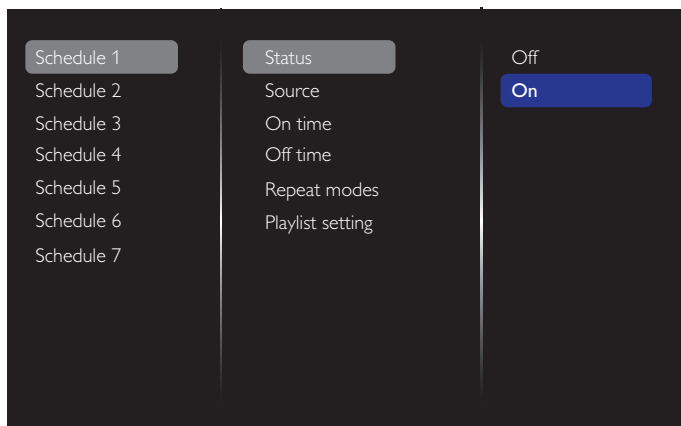 Schedule 1
Schedule 2
Schedule 3
Schedule 4
Schedule 5
Schedule 6
Schedule 7
Status
Source
On time
Off time
Repeat modes
Playlist setting
Off
On